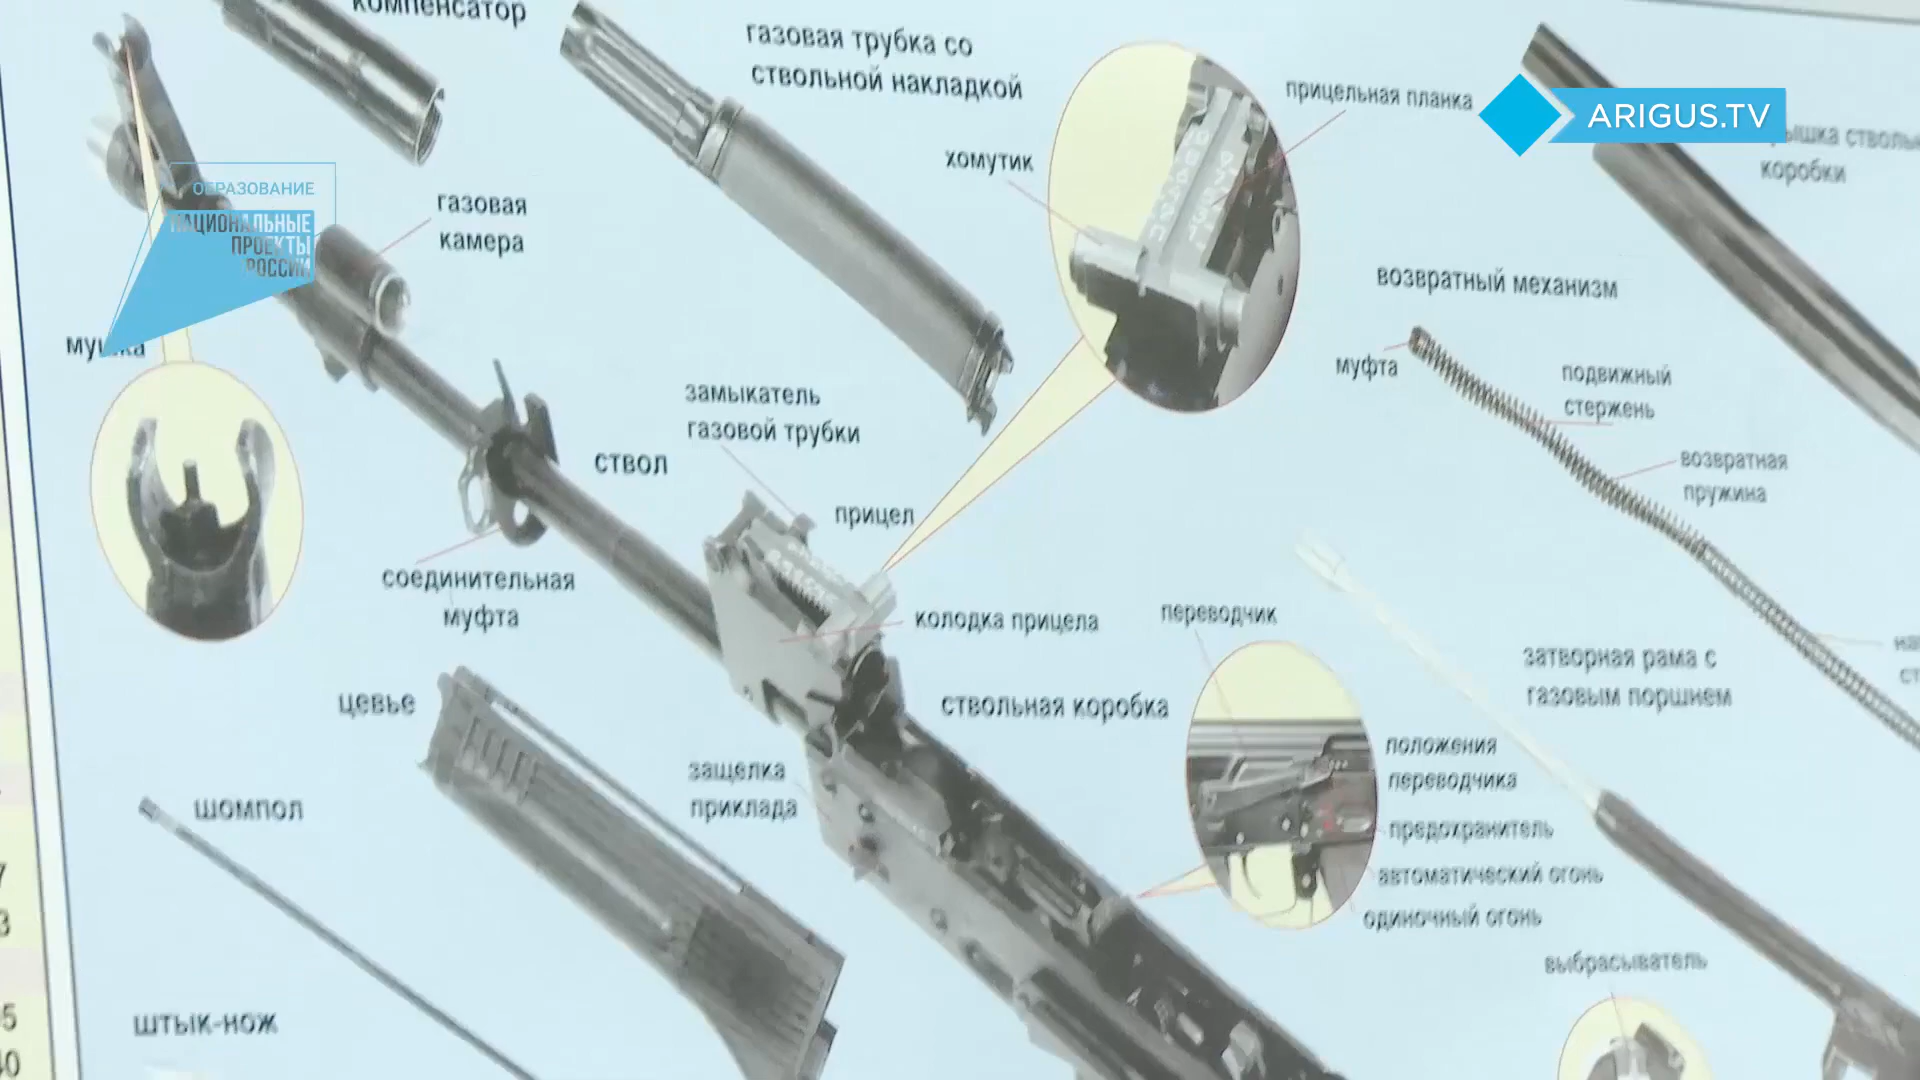 компенсатор
газовая трубка со
ствольной накладкой
прицельная планка
ARIGUS.TV
коробки
хомутик
ОБРАЗОВАНИЕ
НАЦИОНАЛЬНЫЕ
ПРОЕКТЫ
РОССИИ
газовая
камера
возвратный механизм
мушка
муфта
подвижный
стержень
замыкатель
газовой трубки
ствол
возвратная
пружина
прицел
соединительная
муфта
колодка прицела
переводчик
затворная рама с
газовым поршнем
цевье
ствольная коробка
положения
переводчика
защелка
приклада
шомпол
предохранитель
автоматический огонь
одиночный огонь
выбрасыватель
штык-нож